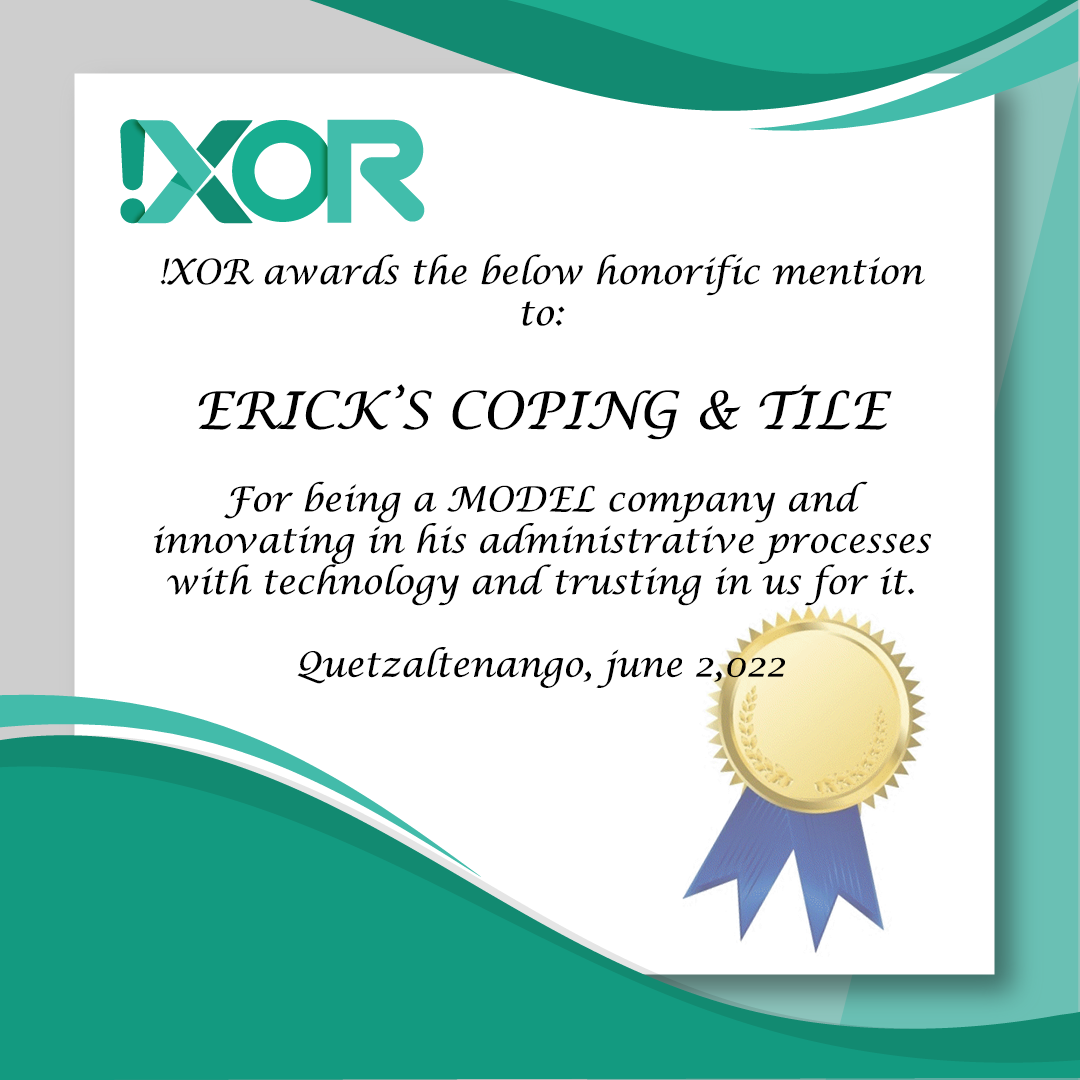 !XOR
!XOR awards the below honorific mention
to:
ERICK’S COPING & TILE
For being a MODEL company and
innovating in his administrative processes
with technology and trusting in us for it.
Quetzaltenango, june 2,022